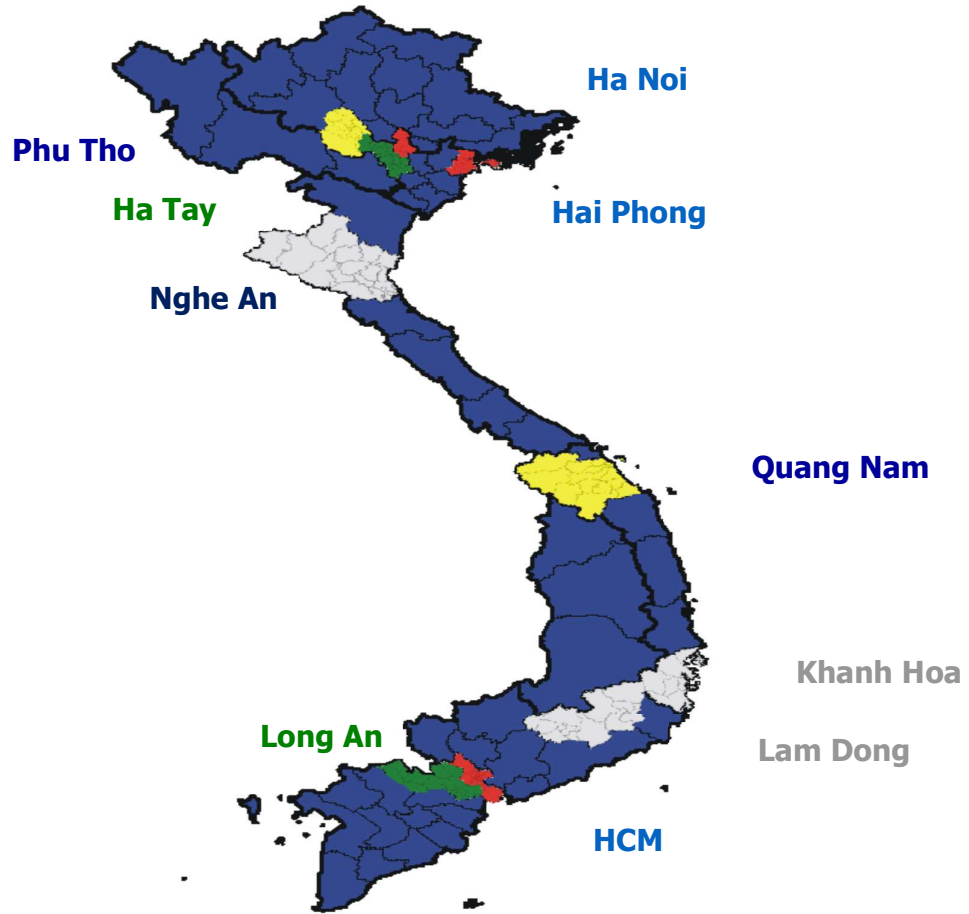 Ha Noi
Phu Tho
Ha Tay
Hai Phong
Nghe An
Quang Nam
Khanh Hoa
Long An
Lam Dong
HCM